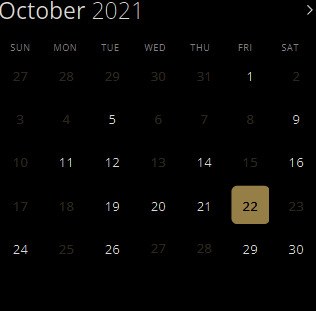 October 2021
SUN MON TUE WED THU FRI SAT
27 28 29 30 31 1 2
3 4 5 6 7 8 9
10 11 12 13 14 15 16
17 18 19 20 21 22 23
24 25 26 27 28 29 30